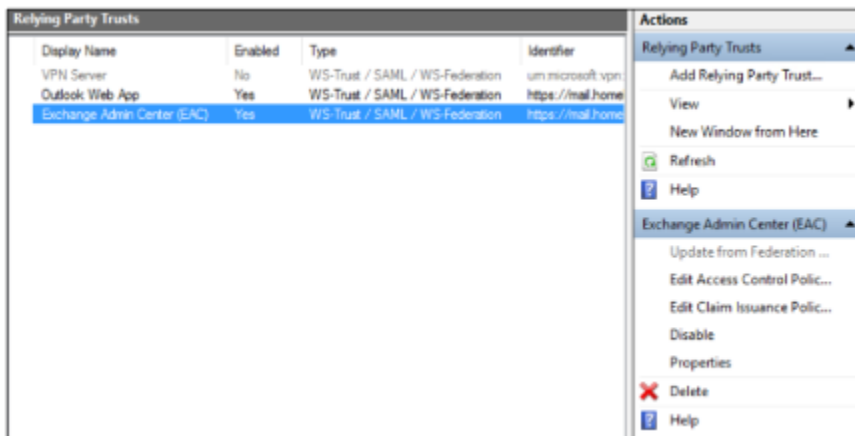 Relying Party Trusts
Display Name Enabled Type Identifier
VPN Server No WS-Trust / SAML / WS-Federation urn:microsoft:vpn:
Outlook Web App Yes WS-Trust / SAML / WS-Federation https://mail.home
Exchange Admin Center (EAC) Yes WS-Trust / SAML / WS-Federation https://mail.home
Actions
Relying Party Trusts
Add Relying Party Trust...
View
New Window from Here
Refresh
Help
Exchange Admin Center (EAC)
Update from Federation ...
Edit Access Control Polic...
Edit Claim Issuance Polic...
Disable
Properties
Delete
Help